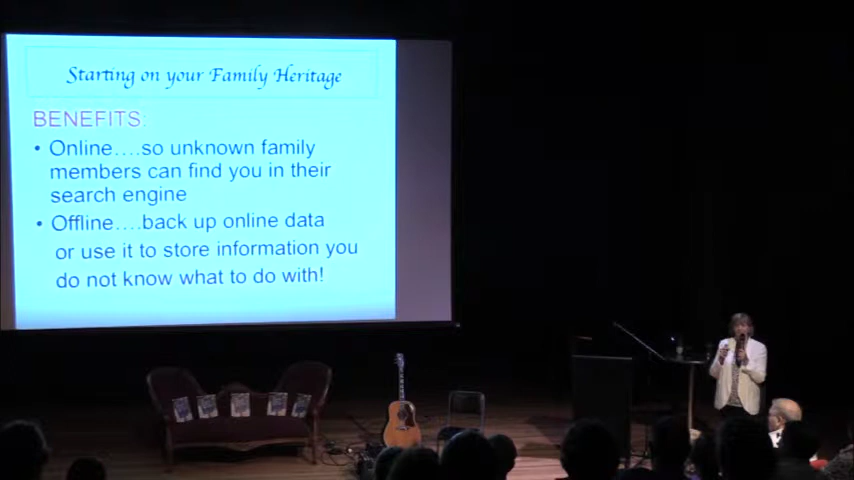 Starting on your Family Heritage
BENEFITS:
• Online....so unknown family
members can find you in their
search engine
• Offline....back up online data
or use it to store information you
do not know what to do with!